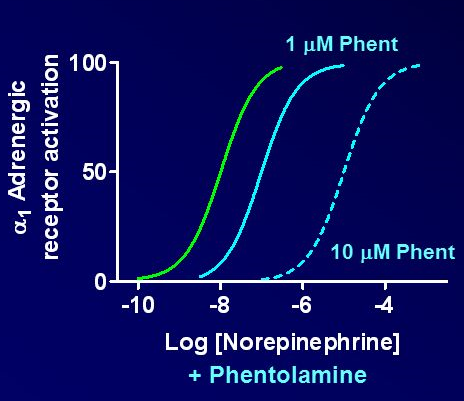 1 μM Phent
100
50
0
α1 Adrenergic
receptor activation
10 μM Phent
-10 -8 -6 -4
Log [Norepinephrine]
+ Phentolamine